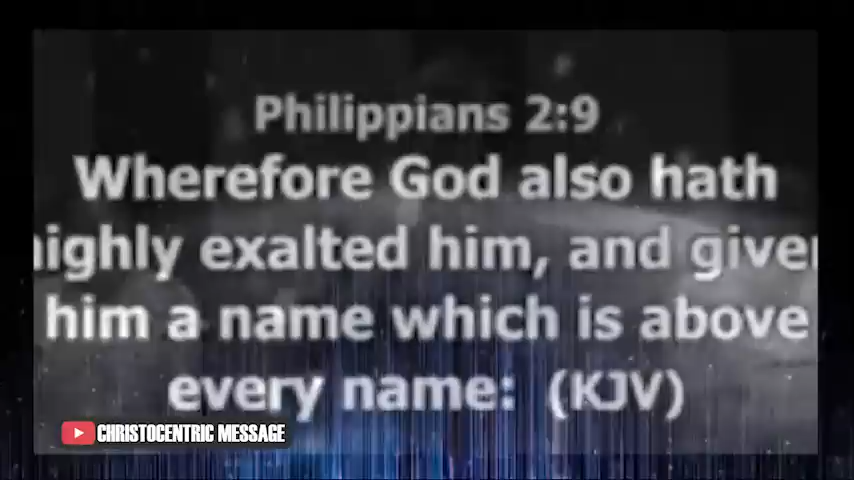 Philippians 2:9
Wherefore God also hath
highly exalted him, and given
him a name which is above
every name: (KJV)
CHRISTOCENTRIC MESSAGE